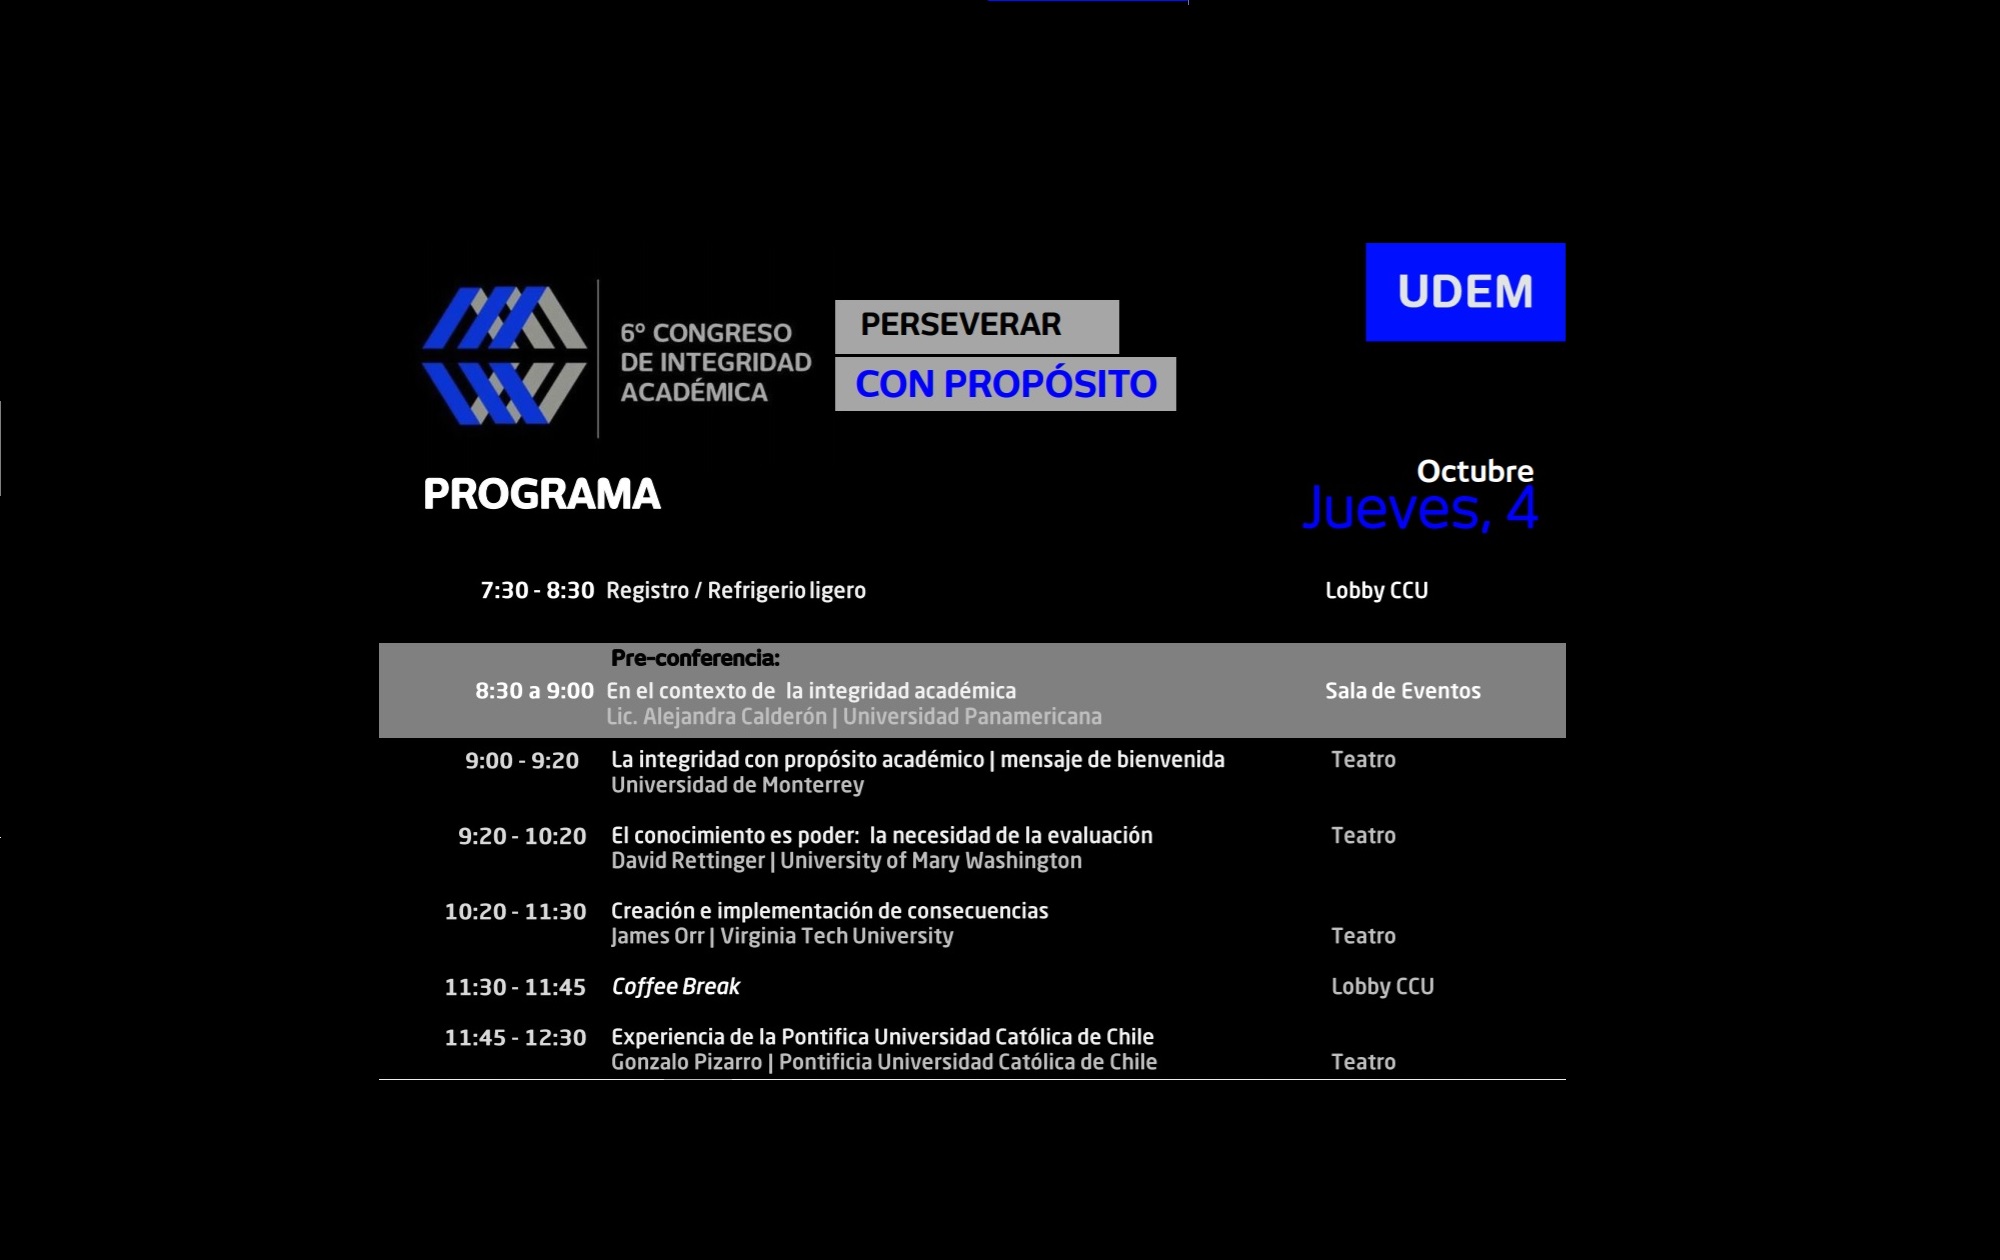 UDEM
6º CONGRESO
DE INTEGRIDAD
ACADÉMICA
PERSEVERAR
CON PROPÓSITO
PROGRAMA
Octubre
Jueves, 4
7:30 - 8:30 Registro / Refrigerio ligero Lobby CCU
Pre-conferencia:
8:30 a 9:00 En el contexto de la integridad académica Sala de Eventos
Lic. Alejandra Calderón | Universidad Panamericana
9:00 - 9:20 La integridad con propósito académico | mensaje de bienvenida Teatro
Universidad de Monterrey
9:20 - 10:20 El conocimiento es poder: la necesidad de la evaluación Teatro
David Rettinger | University of Mary Washington
10:20 - 11:30 Creación e implementación de consecuencias
James Orr | Virginia Tech University Teatro
11:30 - 11:45 Coffee Break Lobby CCU
11:45 - 12:30 Experiencia de la Pontifica Universidad Católica de Chile
Gonzalo Pizarro | Pontificia Universidad Católica de Chile Teatro